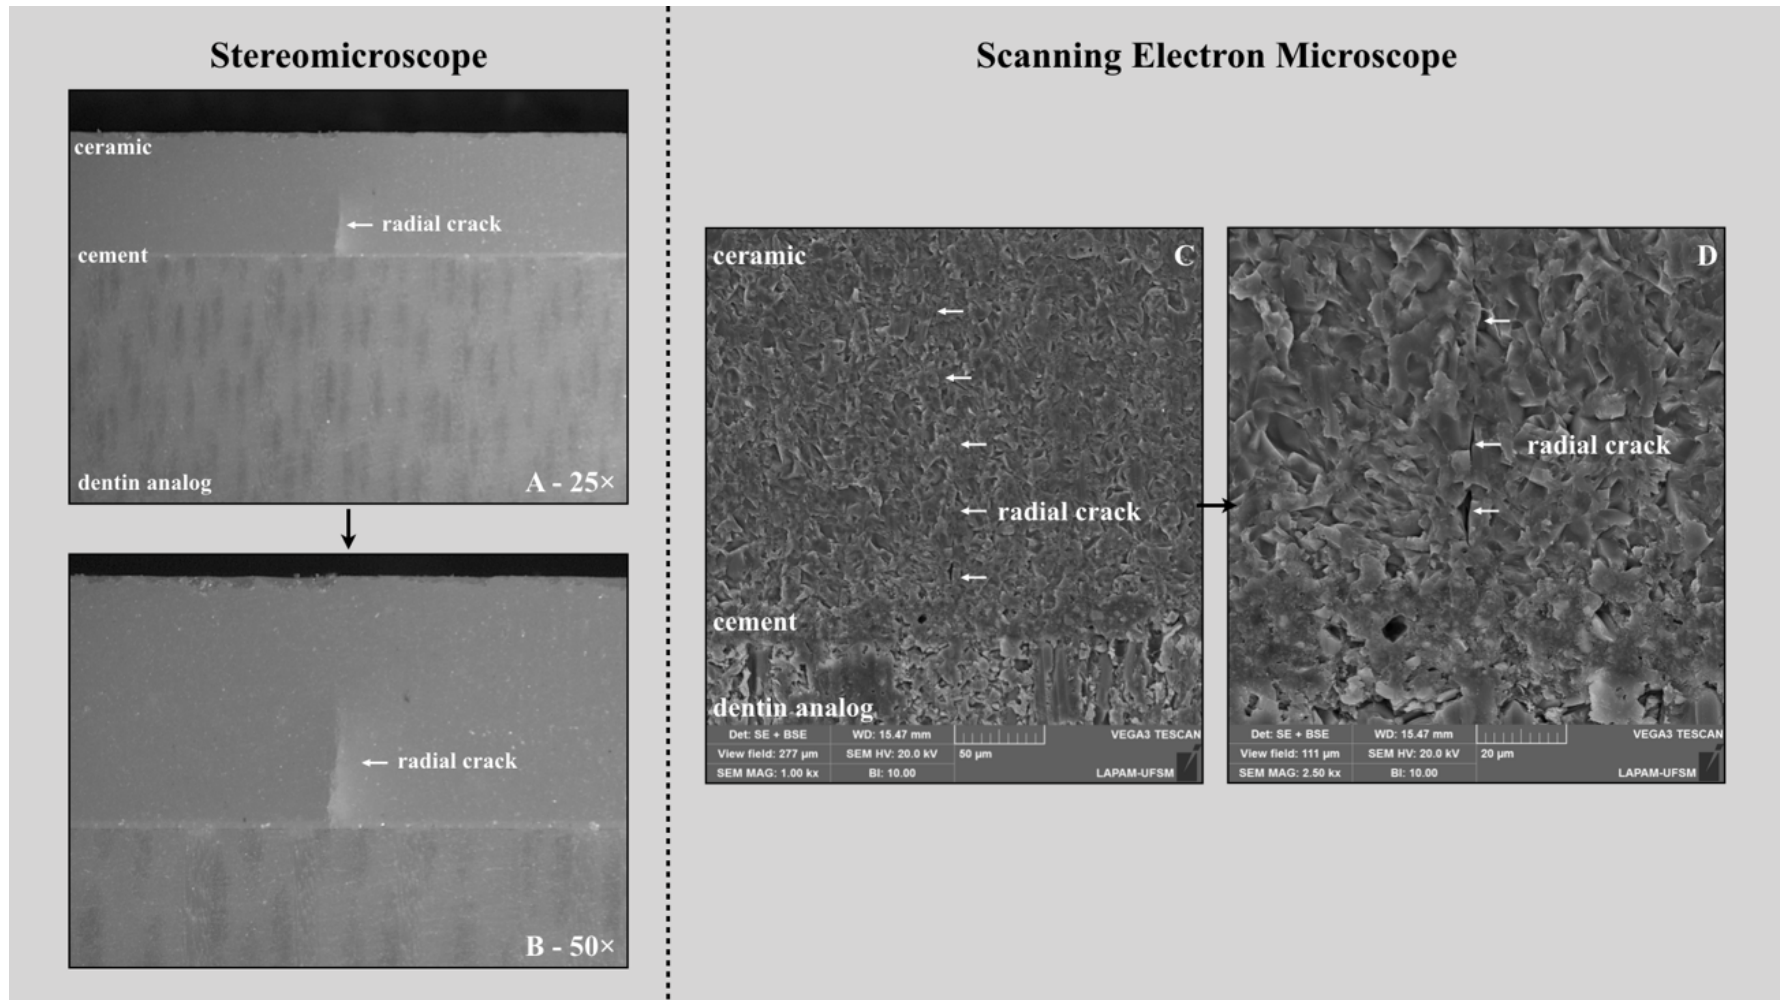 Stereomicroscope
ceramic
radial crack
cement
dentin analog
A - 25×
radial crack
B - 50×
Scanning Electron Microscope
ceramic
C
radial crack
cement
dentin analog
Det: SE + BSE WD: 15.47 mm VEGA3 TESCAN
View field: 277 µm SEM HV: 20.0 kV 50 µm
SEM MAG: 1.00 kx BI: 10.00 LAPAM-UFSM
D
radial crack
Det: SE + BSE WD: 15.47 mm VEGA3 TESCAN
View field: 111 µm SEM HV: 20.0 kV 20 µm
SEM MAG: 2.50 kx BI: 10.00 LAPAM-UFSM